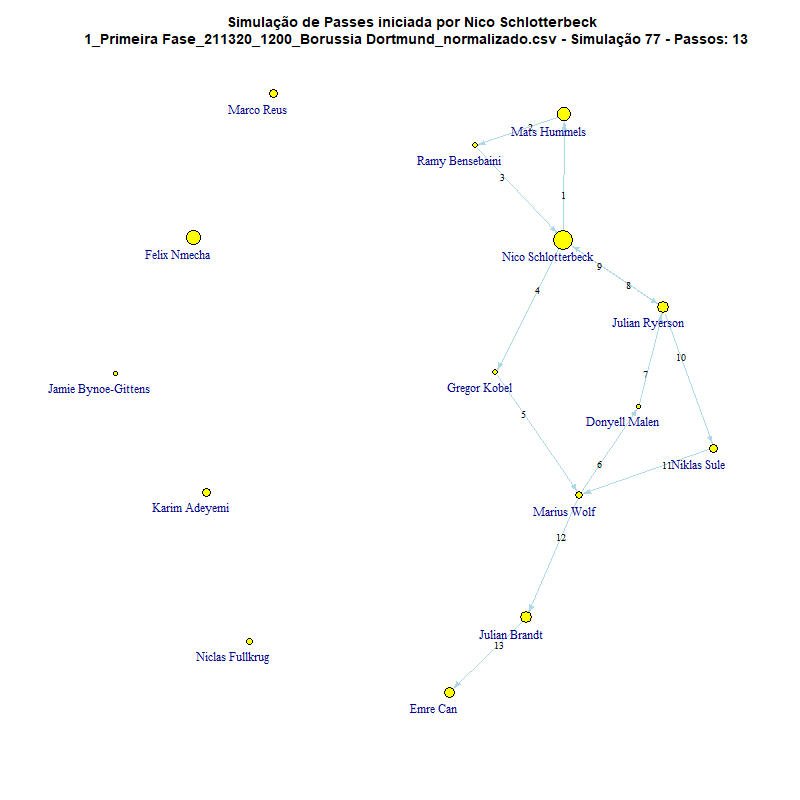 Simulação de Passes iniciada por Nico Schlotterbeck
1_Primeira Fase_211320_1200_Borussia Dortmund_normalizado.csv - Simulação 77 - Passos: 13
Marco Reus
2
Mats Hummels
Ramy Bensebaini
3
1
Felix Nmecha
Nico Schlotterbeck
9
8
4
Julian Ryerson
10
7
Jamie Bynoe-Gittens
Gregor Kobel
5
Donyell Malen
6
11
Niklas Sule
Karim Adeyemi
Marius Wolf
12
Julian Brandt
13
Niclas Fullkrug
Emre Can